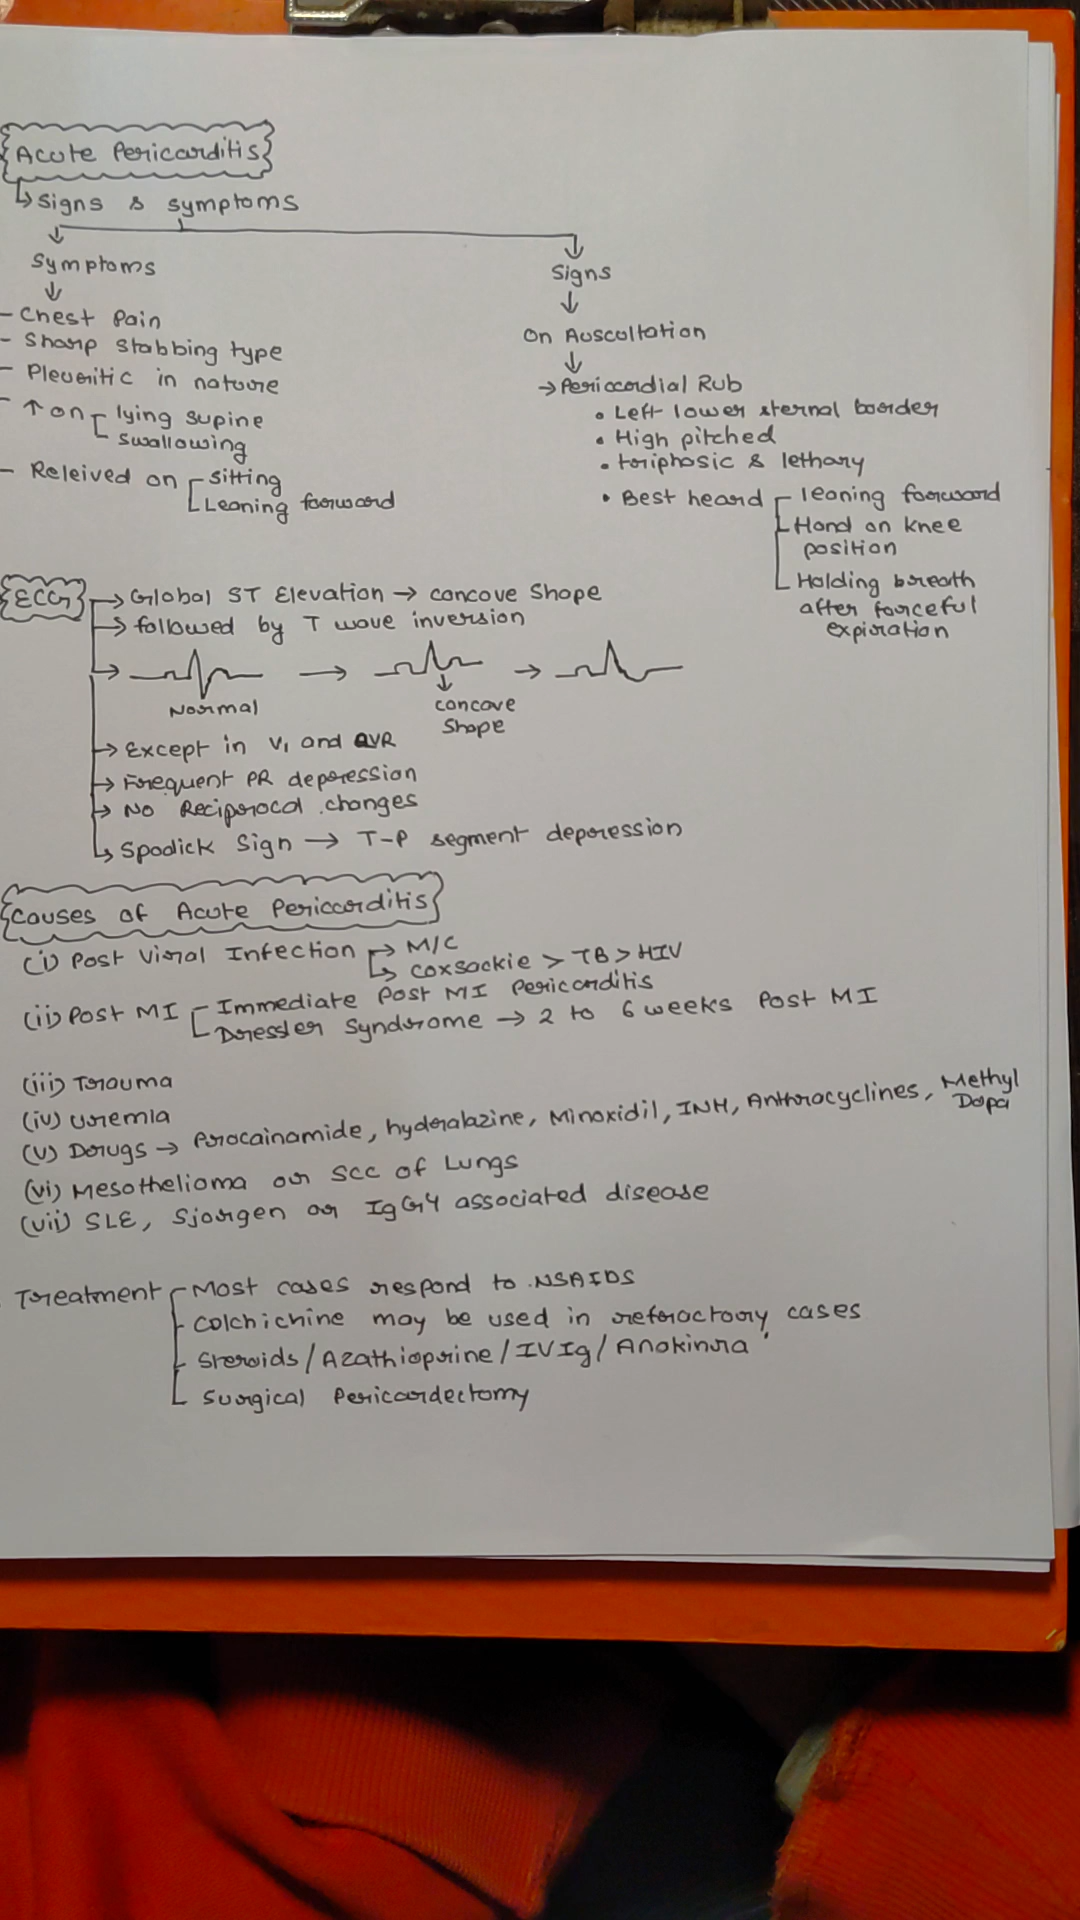 Acute Pericarditis
↳ Signs & symptoms
Symptoms
- Chest Pain
- Sharp stabbing type
- Pleuritic in nature
- ↑ on lying supine
swallowing
- Releived on sitting
Leaning forward
Signs
On Auscultation
→ Pericardial Rub
• Left lower sternal boarder
• High pitched
• triphasic & lethary
• Best heard leaning forward
Hand on knee
position
Holding breath
after forceful
expiration
ECG → Global ST Elevation → concave Shape
→ followed by T wave inversion
Normal
concave
Shape
→ Except in V1 and aVR
→ Frequent PR depression
→ No Reciprocal changes
↳ Spodick Sign → T-P segment depression
Causes of Acute Pericarditis
(i) Post Viral Infection → M/C
↳ coxsackie > TB > HIV
(ii) Post MI Immediate Post MI Pericarditis
Dressler Syndrome → 2 to 6 weeks Post MI
(iii) Trauma
(iv) uremia
(v) Drugs → Procainamide, hyderalazine, Minoxidil, INH, Anthracyclines, Methyl
Dopa
(vi) Mesothelioma or SCC of Lungs
(vii) SLE, Sjorgen or IgG4 associated disease
Treatment Most cases respond to NSAIDS
Colchichine may be used in refractory cases
Steroids/Azathioprine/IVIg/Anakinra
Surgical Pericardectomy